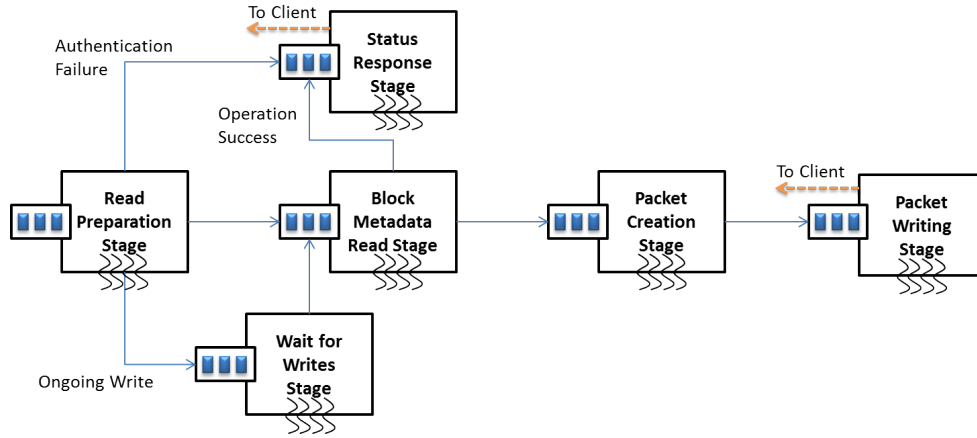 To Client
Status
Response
Stage
Authentication
Failure
Operation
Success
Read
Preparation
Stage
Block
Metadata
Read Stage
Packet
Creation
Stage
To Client
Packet
Writing
Stage
Wait for
Writes
Stage
Ongoing Write